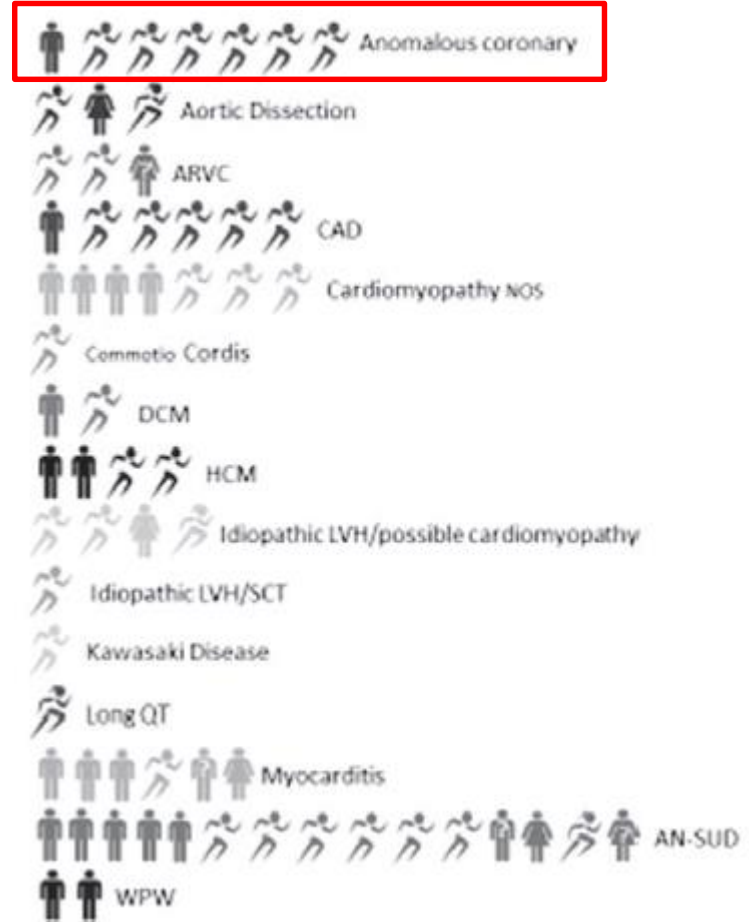 Anomalous coronary
Aortic Dissection
ARVC
CAD
Cardiomyopathy NOS
Commotio Cordis
DCM
HCM
Idiopathic LVH/possible cardiomyopathy
Idiopathic LVH/SCT
Kawasaki Disease
Long QT
Myocarditis
AN-SUD
WPW